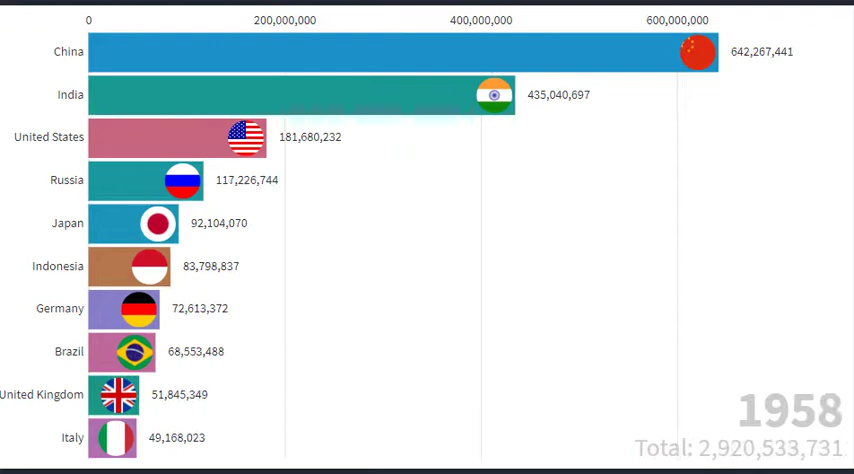 0 200,000,000 400,000,000 600,000,000
China 642,267,441
India 435,040,697
United States 181,680,232
Russia 117,226,744
Japan 92,104,070
Indonesia 83,798,837
Germany 72,613,372
Brazil 68,553,488
United Kingdom 51,845,349
Italy 49,168,023
1958
Total: 2,920,533,731